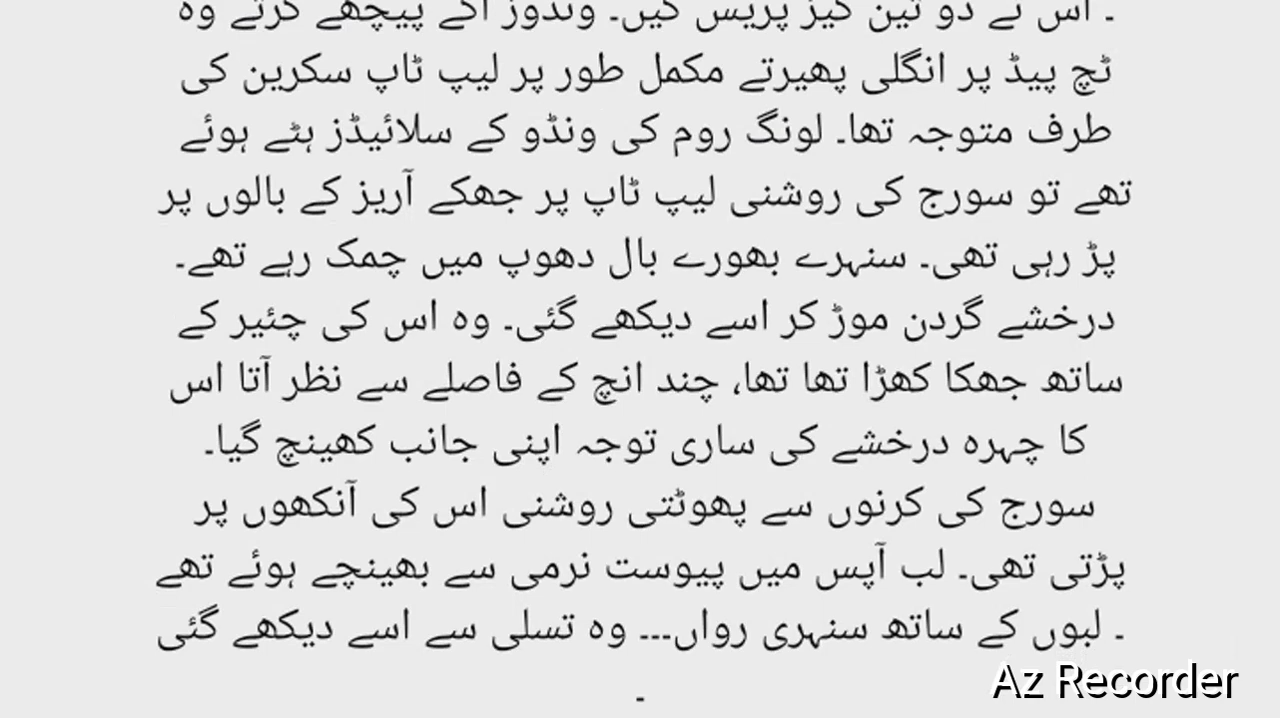 ۔ اس نے دو تین کیز پریس کیں۔ ونڈوز آگے پیچھے کرتے وہ
ٹچ پیڈ پر انگلی پھیرتے مکمل طور پر لیپ ٹاپ سکرین کی
طرف متوجہ تھا۔ لونگ روم کی ونڈو کے سلائیڈز ہٹے ہوئے
تھے تو سورج کی روشنی لیپ ٹاپ پر جھکے آریز کے بالوں پر
پڑ رہی تھی۔ سنہرے بھورے بال دھوپ میں چمک رہے تھے۔
درخشے گردن موڑ کر اسے دیکھے گئی۔ وہ اس کی چئیر کے
ساتھ جھکا کھڑا تھا تھا، چند انچ کے فاصلے سے نظر آتا اس
کا چہرہ درخشے کی ساری توجہ اپنی جانب کھینچ گیا۔
سورج کی کرنوں سے پھوٹتی روشنی اس کی آنکھوں پر
پڑتی تھی۔ لب آپس میں پیوست نرمی سے بھینچے ہوئے تھے
۔ لبوں کے ساتھ سنہری رواں۔۔۔ وہ تسلی سے اسے دیکھے گئی
۔
Az Recorder